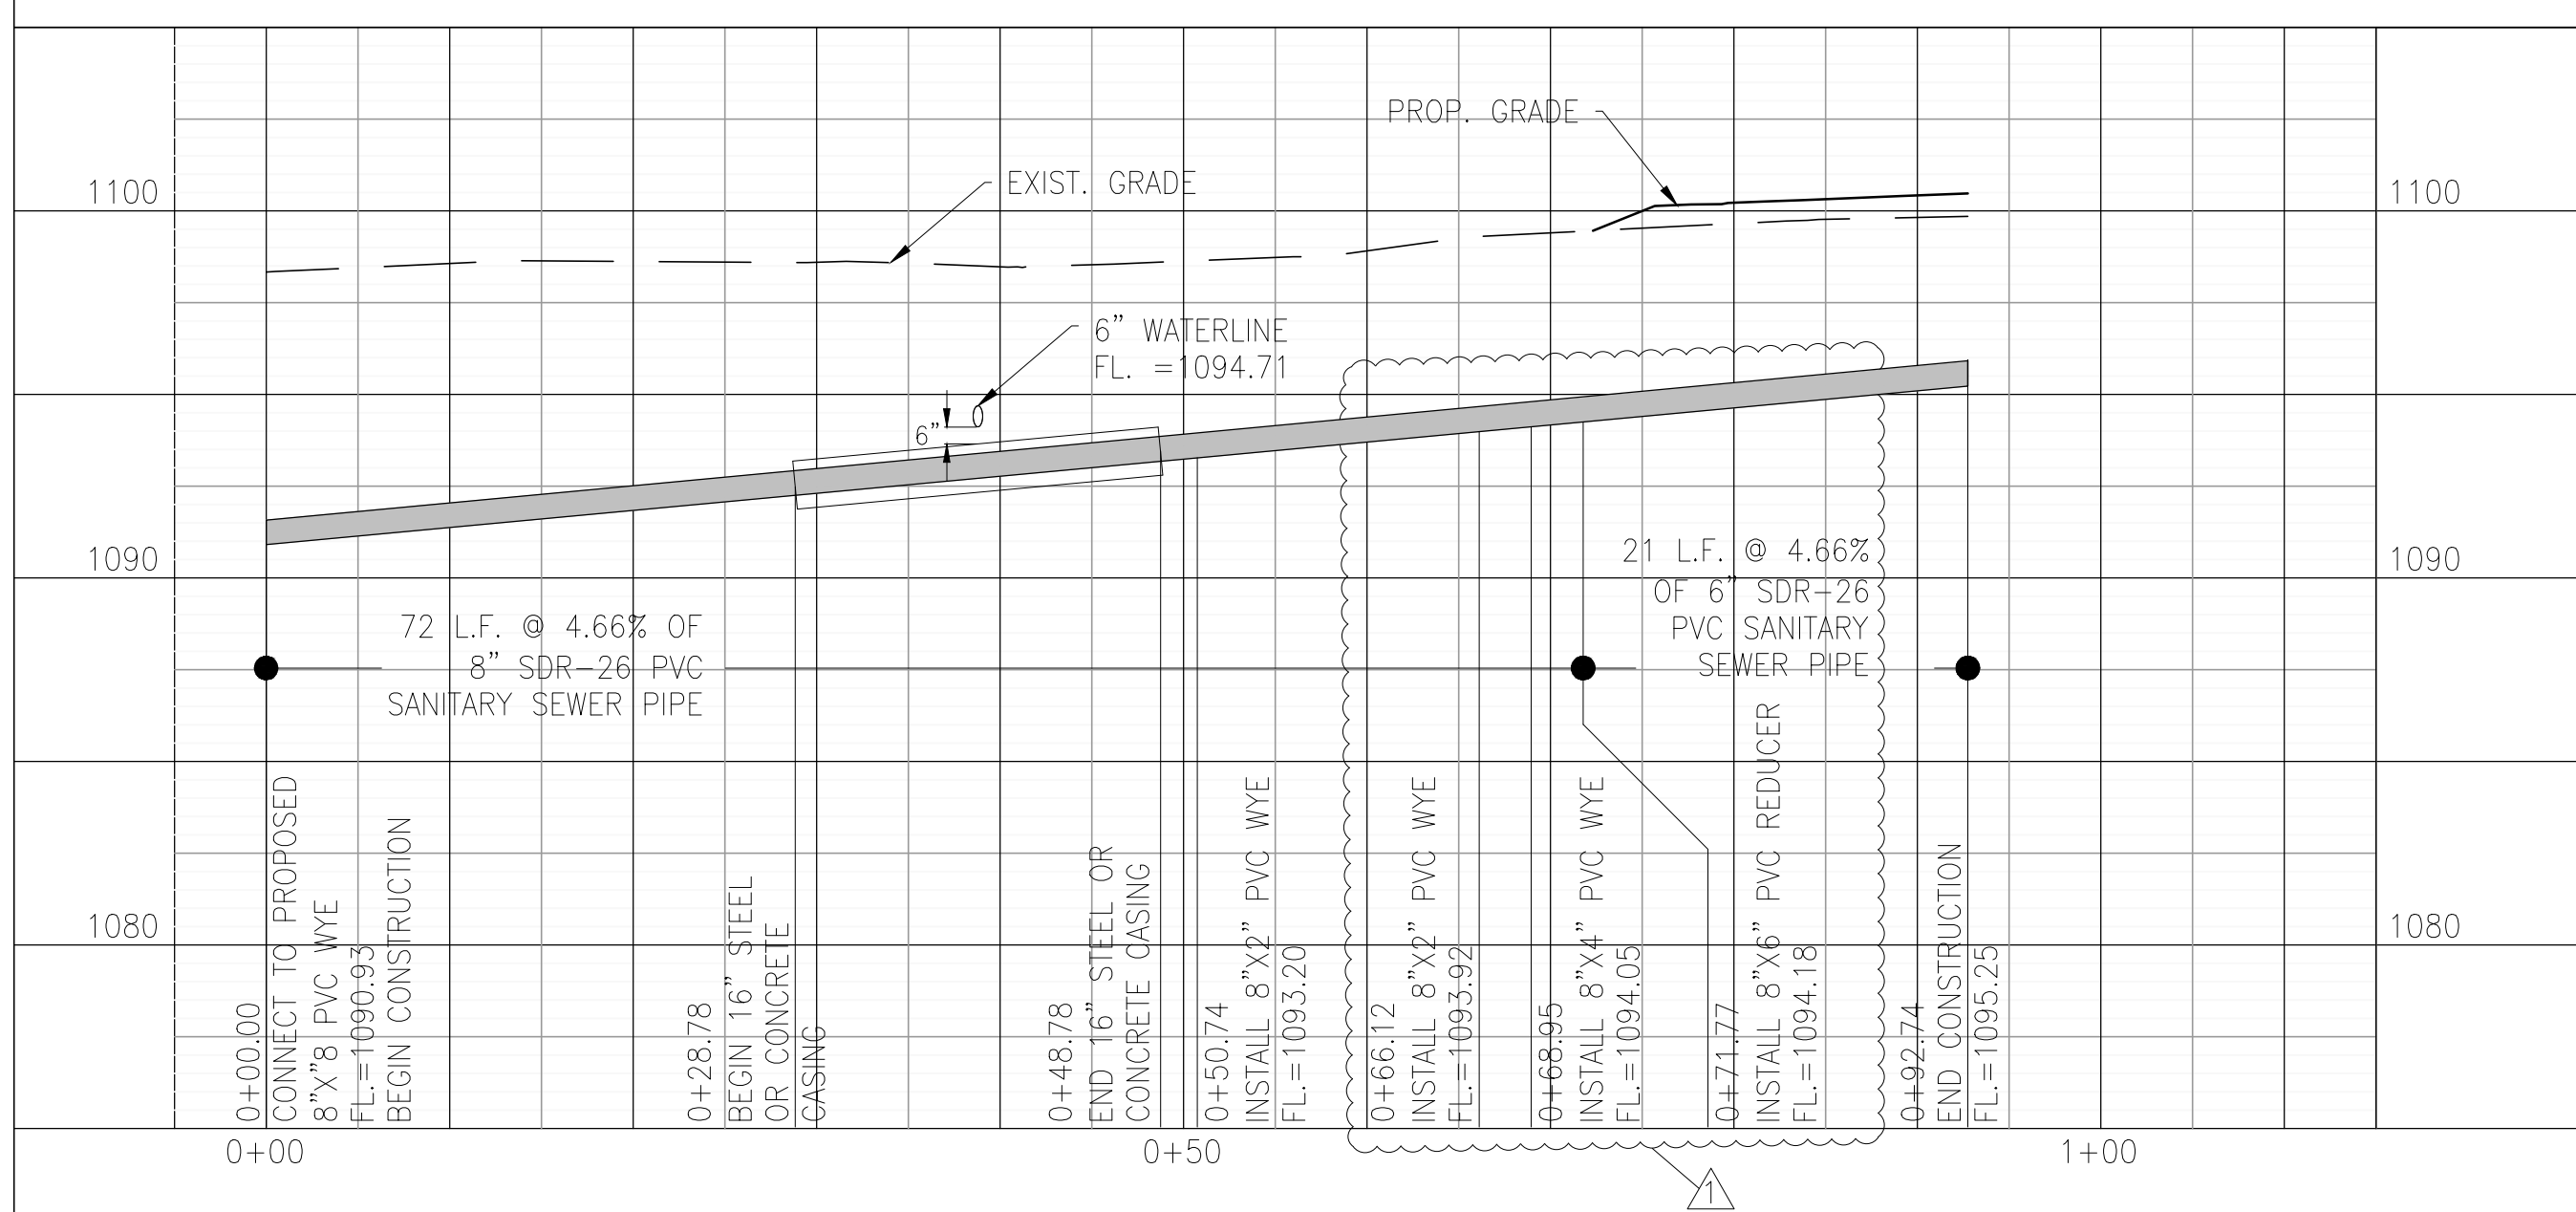 PROP. GRADE
EXIST. GRADE
1100
1100
6” WATERLINE
FL. =1094.71
6”
1090
1090
21 L.F. @ 4.66%
OF 6” SDR-26
PVC SANITARY
SEWER PIPE
72 L.F. @ 4.66% OF
8” SDR-26 PVC
SANITARY SEWER PIPE
1080
1080
0+00.00
CONNECT TO PROPOSED
8”X”8 PVC WYE
FL.=1090.93
BEGIN CONSTRUCTION
0+28.78
BEGIN 16” STEEL
OR CONCRETE
CASING
0+48.78
END 16” STEEL OR
CONCRETE CASING
0+50.74
INSTALL 8”X2” PVC WYE
FL.=1093.20
0+66.12
INSTALL 8”X2” PVC WYE
FL.=1093.92
0+68.95
INSTALL 8”X4” PVC WYE
FL.=1094.05
0+71.77
INSTALL 8”X6” PVC REDUCER
FL.=1094.18
0+92.74
END CONSTRUCTION
FL.=1095.25
0+00
0+50
1+00
1